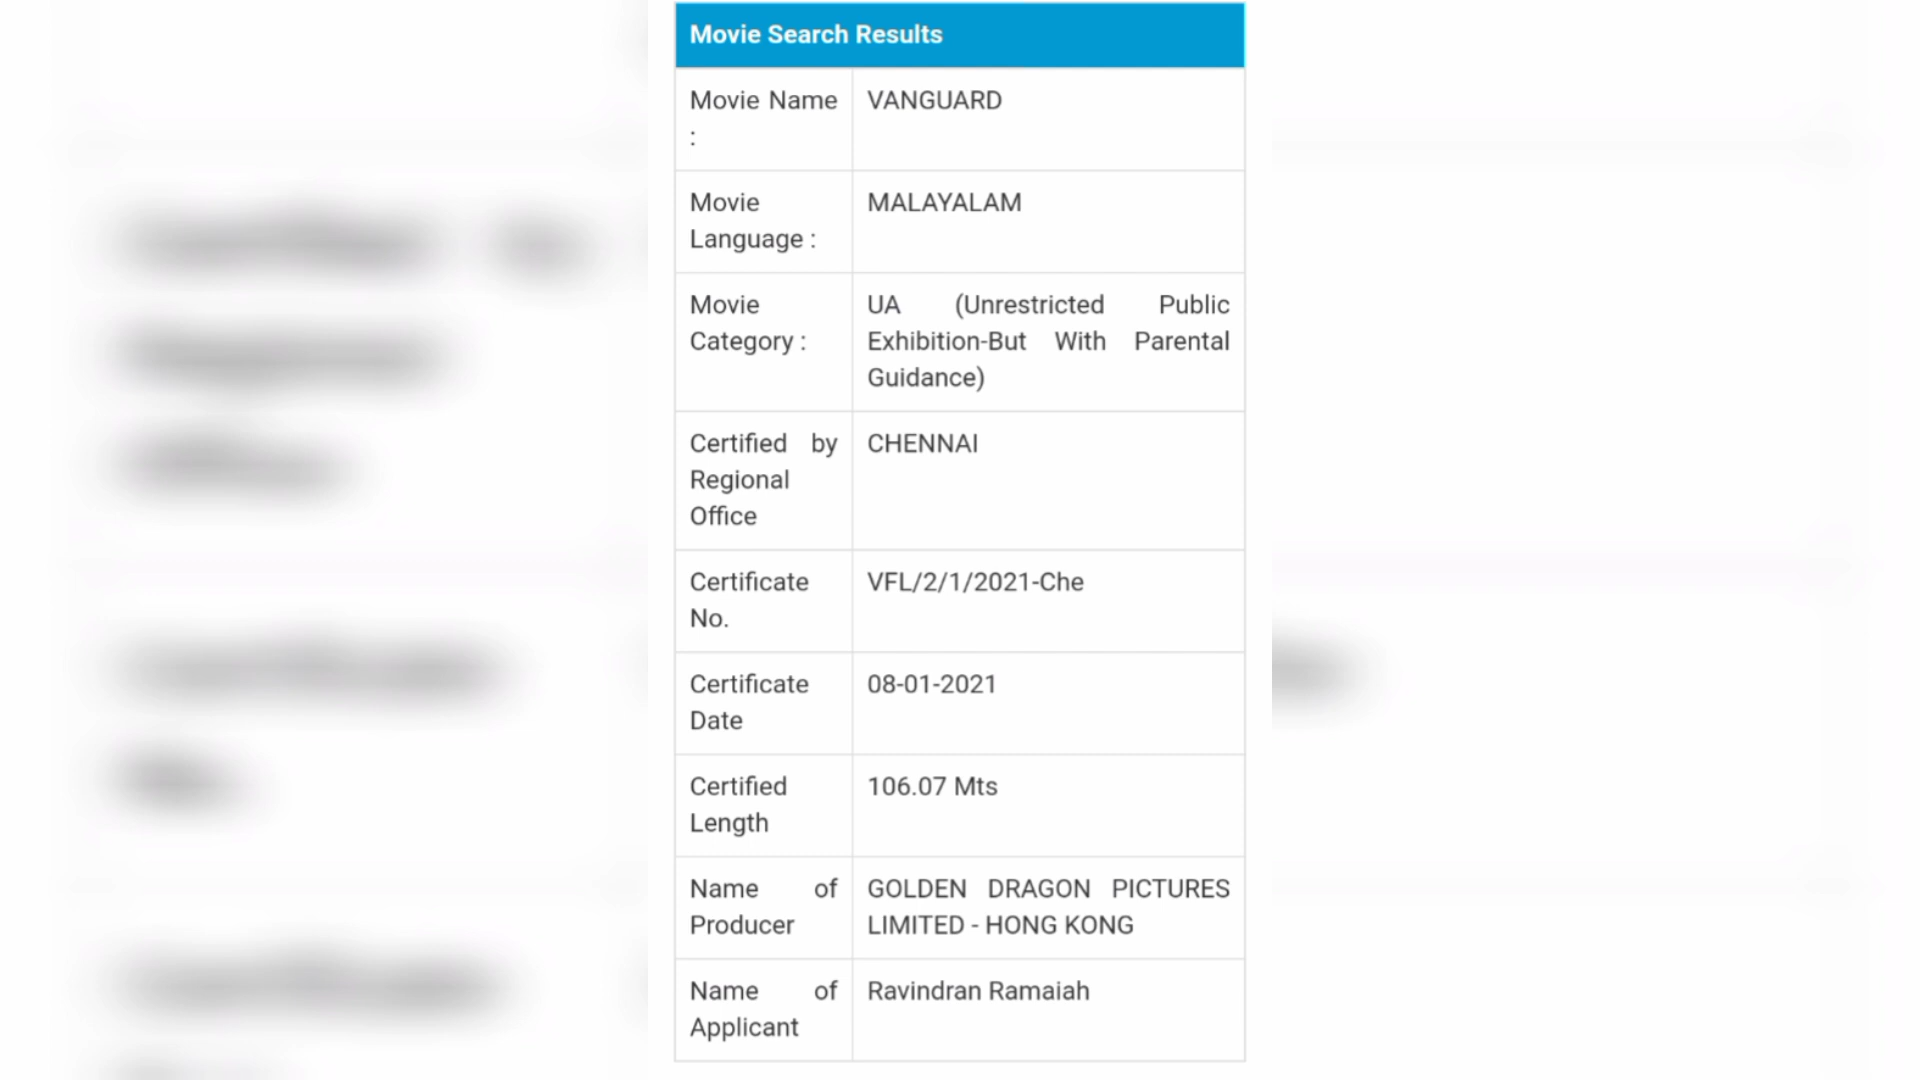 Movie Search Results
Movie Name
:
VANGUARD
Movie
Language :
MALAYALAM
Movie
Category :
UA (Unrestricted Public
Exhibition-But With Parental
Guidance)
Certified by
Regional
Office
CHENNAI
Certificate
No.
VFL/2/1/2021-Che
Certificate
Date
08-01-2021
Certified
Length
106.07 Mts
Name of
Producer
GOLDEN DRAGON PICTURES
LIMITED - HONG KONG
Name of
Applicant
Ravindran Ramaiah